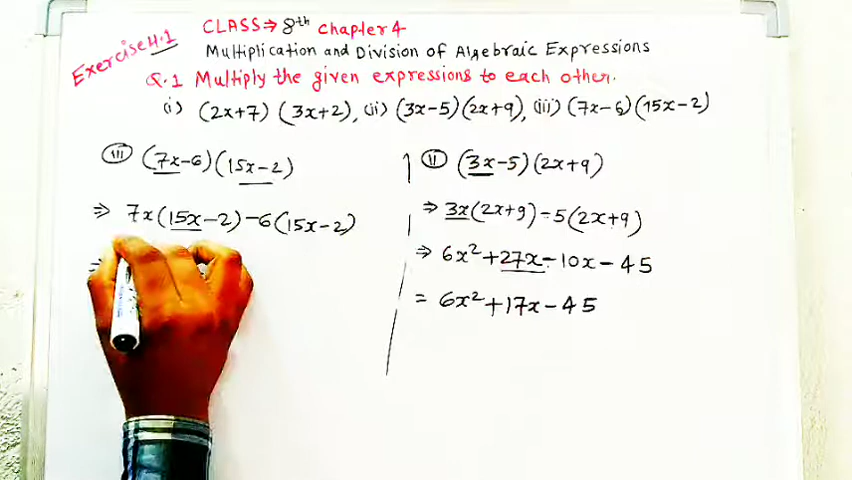 Exercise 4.1
CLASS → 8th Chapter 4
Multiplication and Division of Algebraic Expressions
Q.1 Multiply the given expressions to each other.
(i) (2x+7) (3x+2), (ii) (3x-5)(2x+9), (iii) (7x-6)(15x-2)
(iii) (7x-6)(15x-2)
⇒ 7x(15x-2)-6(15x-2)
(ii) (3x-5)(2x+9)
⇒ 3x(2x+9)-5(2x+9)
⇒ 6x²+27x-10x-45
= 6x²+17x-45